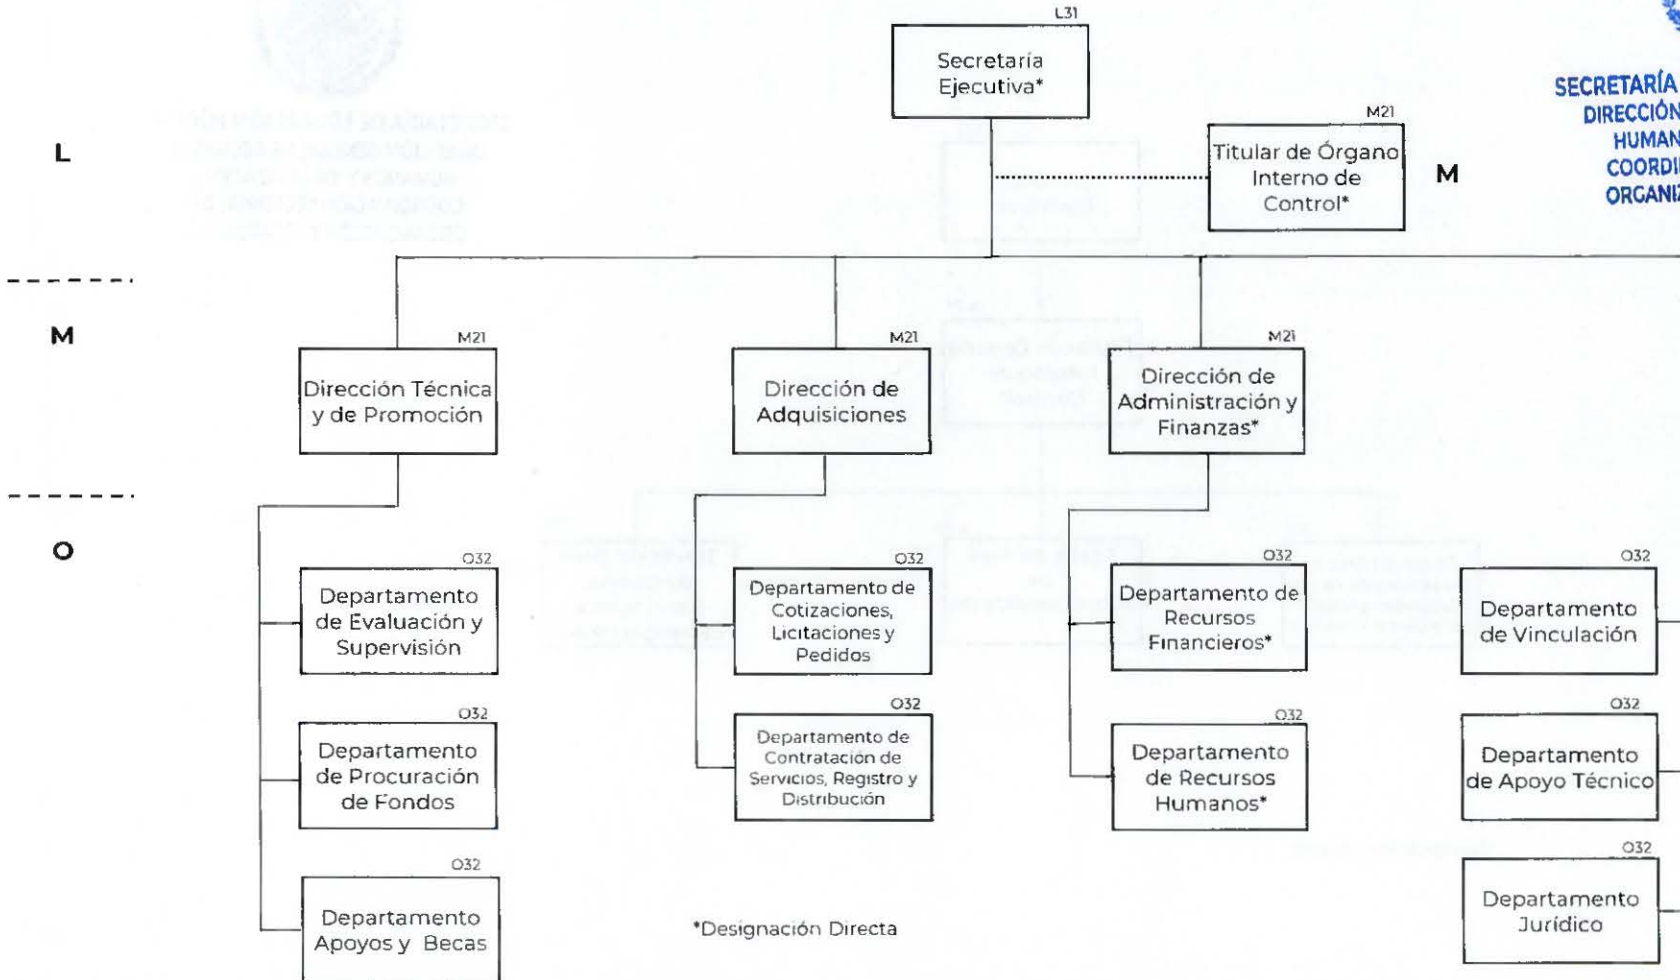 L31
Secretaría
Ejecutiva*
SECRETARÍA
DIRECCIÓN
HUMAN
COORDI
ORGANIZ
L
M21
Titular de Órgano
Interno de
Control*
M
M
M21
Dirección Técnica
y de Promoción
M21
Dirección de
Adquisiciones
M21
Dirección de
Administración y
Finanzas*
O
O32
Departamento
de Evaluación y
Supervisión
O32
Departamento de
Cotizaciones,
Licitaciones y
Pedidos
O32
Departamento de
Recursos
Financieros*
O32
Departamento
de Vinculación
O32
Departamento
de Procuración
de Fondos
O32
Departamento de
Contratación de
Servicios, Registro y
Distribución
O32
Departamento
de Recursos
Humanos*
O32
Departamento
de Apoyo Técnico
O32
Departamento
Apoyos y Becas
*Designación Directa
O32
Departamento
Jurídico